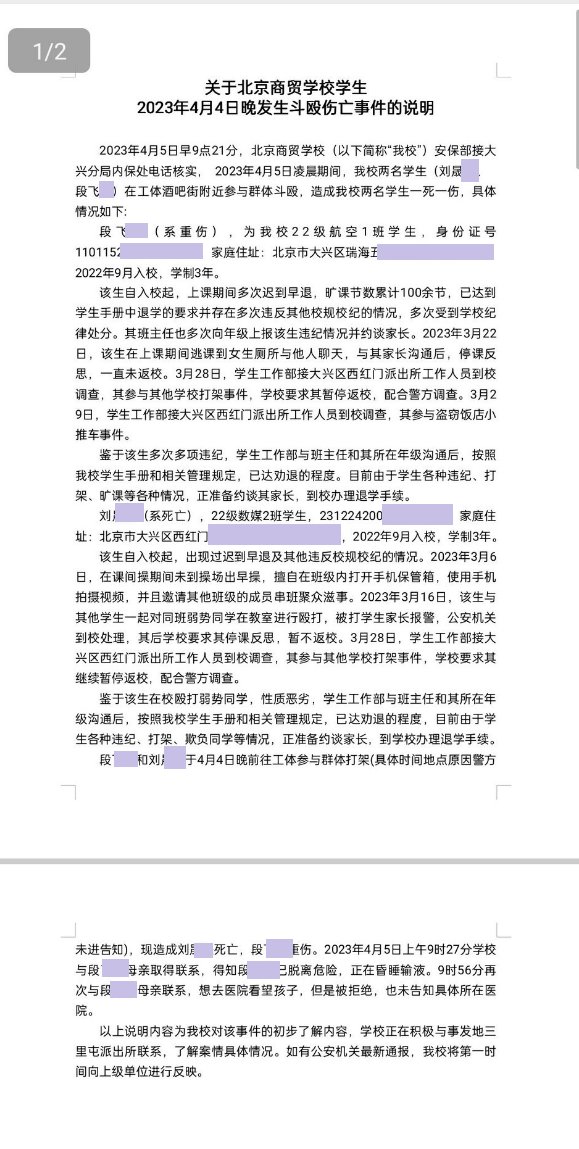 1/2
关于北京商贸学校学生
2023年4月4日晚发生斗殴伤亡事件的说明
2023年4月5日早9点21分，北京商贸学校（以下简称“我校”）安保部接大
兴分局内保处电话核实， 2023年4月5日凌晨期间，我校两名学生（刘晟
段飞 ）在工体酒吧街附近参与群体斗殴，造成我校两名学生一死一伤，具体
情况如下:
段飞 （系重伤），为我校22级航空1班学生，身份证号
1101152 家庭住址：北京市大兴区瑞海五
2022年9月入校，学制3年。
该生自入校起，上课期间多次迟到早退，旷课节数累计100余节，已达到
学生手册中退学的要求并存在多次违反其他校规校纪的情况，多次受到学校纪
律处分。其班主任也多次向年级上报该生违纪情况并约谈家长。2023年3月22
日，该生在上课期间逃课到女生厕所与他人聊天，与其家长沟通后，停课反
思，一直未返校。3月28日，学生工作部接大兴区西红门派出所工作人员到校
调查，其参与其他学校打架事件，学校要求其暂停返校，配合警方调查。3月2
9日，学生工作部接大兴区西红门派出所工作人员到校调查，其参与盗窃饭店小
推车事件。
鉴于该生多次多项违纪，学生工作部与班主任和其所在年级沟通后，按照
我校学生手册和相关管理规定，已达劝退的程度。目前由于学生各种违纪、打
架、旷课等各种情况，正准备约谈其家长，到校办理退学手续。
刘 (系死亡），22级数媒2班学生，231224200 家庭住
址：北京市大兴区西红门 ，2022年9月入校，学制3年。
该生自入校起，出现过迟到早退及其他违反校规校纪的情况。2023年3月6
日，在课间操期间未到操场出早操，擅自在班级内打开手机保管箱，使用手机
拍摄视频，并且邀请其他班级的成员串班聚众滋事。2023年3月16日，该生与
其他学生一起对同班弱势同学在教室进行殴打，被打学生家长报警，公安机关
到校处理，其后学校要求其停课反思，暂不返校。3月28日，学生工作部接大
兴区西红门派出所工作人员到校调查，其参与其他学校打架事件，学校要求其
继续暂停返校，配合警方调查。
鉴于该生在校殴打弱势同学，性质恶劣，学生工作部与班主任和其所在年
级沟通后，按照我校学生手册和相关管理规定，已达劝退的程度，目前由于学
生各种违纪、打架、欺负同学等情况，正准备约谈家长，到学校办理退学手续。
段 和刘 于4月4日晚前往工体参与群体打架(具体时间地点原因警方
未进告知)，现造成刘 死亡，段 重伤。2023年4月5日上午9时27分学校
与段 母亲取得联系，得知段 已脱离危险，正在昏睡输液。9时56分再
次与段 母亲联系，想去医院看望孩子，但是被拒绝，也未告知具体所在医
院。
以上说明内容为我校对该事件的初步了解内容，学校正在积极与事发地三
里屯派出所联系，了解案情具体情况。如有公安机关最新通报，我校将第一时
间向上级单位进行反映。